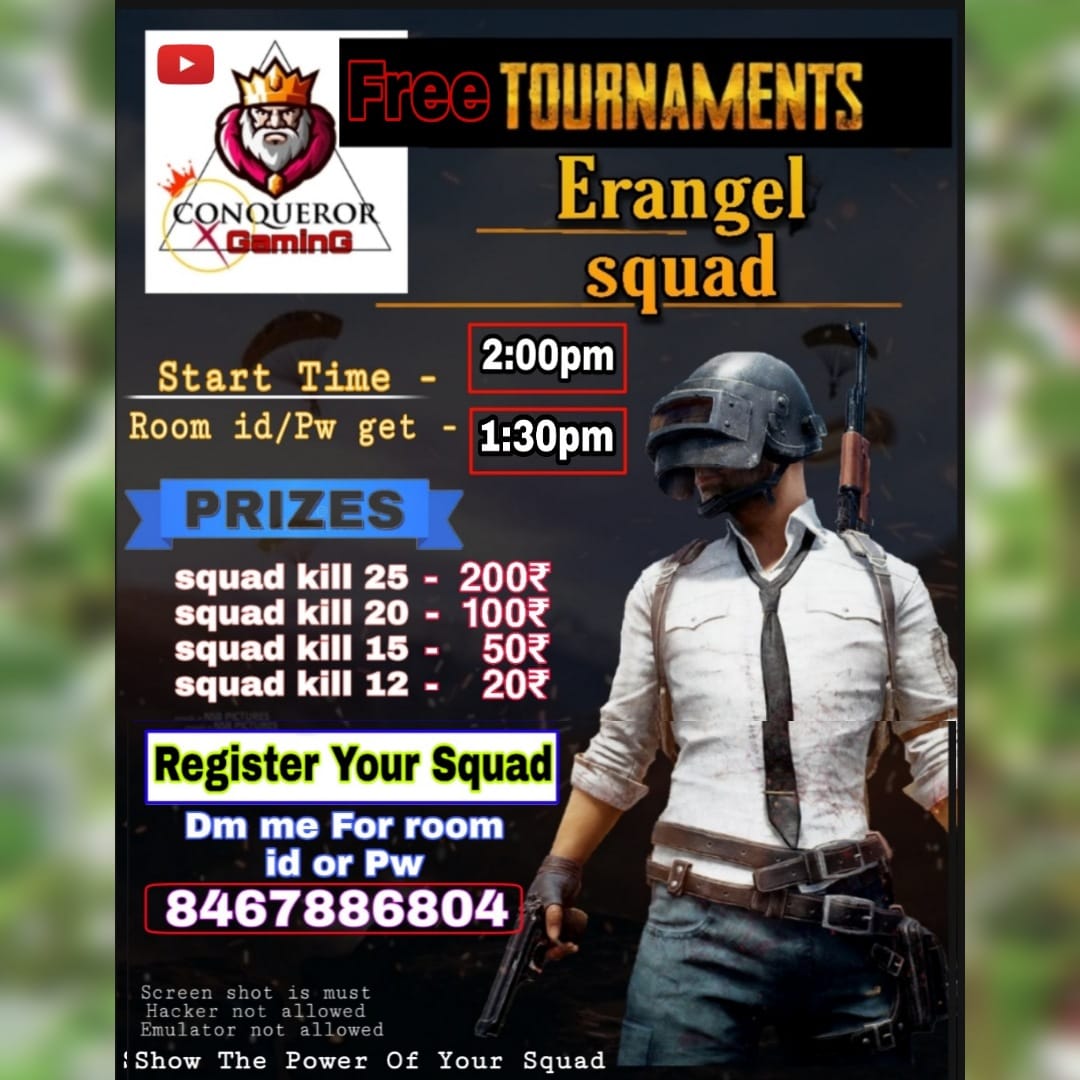 Free TOURNAMENTS
CONQUEROR
X GaminG
Erangel
squad
Start Time - 2:00pm
Room id/Pw get - 1:30pm
PRIZES
squad kill 25 - 200₹
squad kill 20 - 100₹
squad kill 15 - 50₹
squad kill 12 - 20₹
Register Your Squad
Dm me For room
id or Pw
8467886804
Screen shot is must
Hacker not allowed
Emulator not allowed
Show The Power Of Your Squad